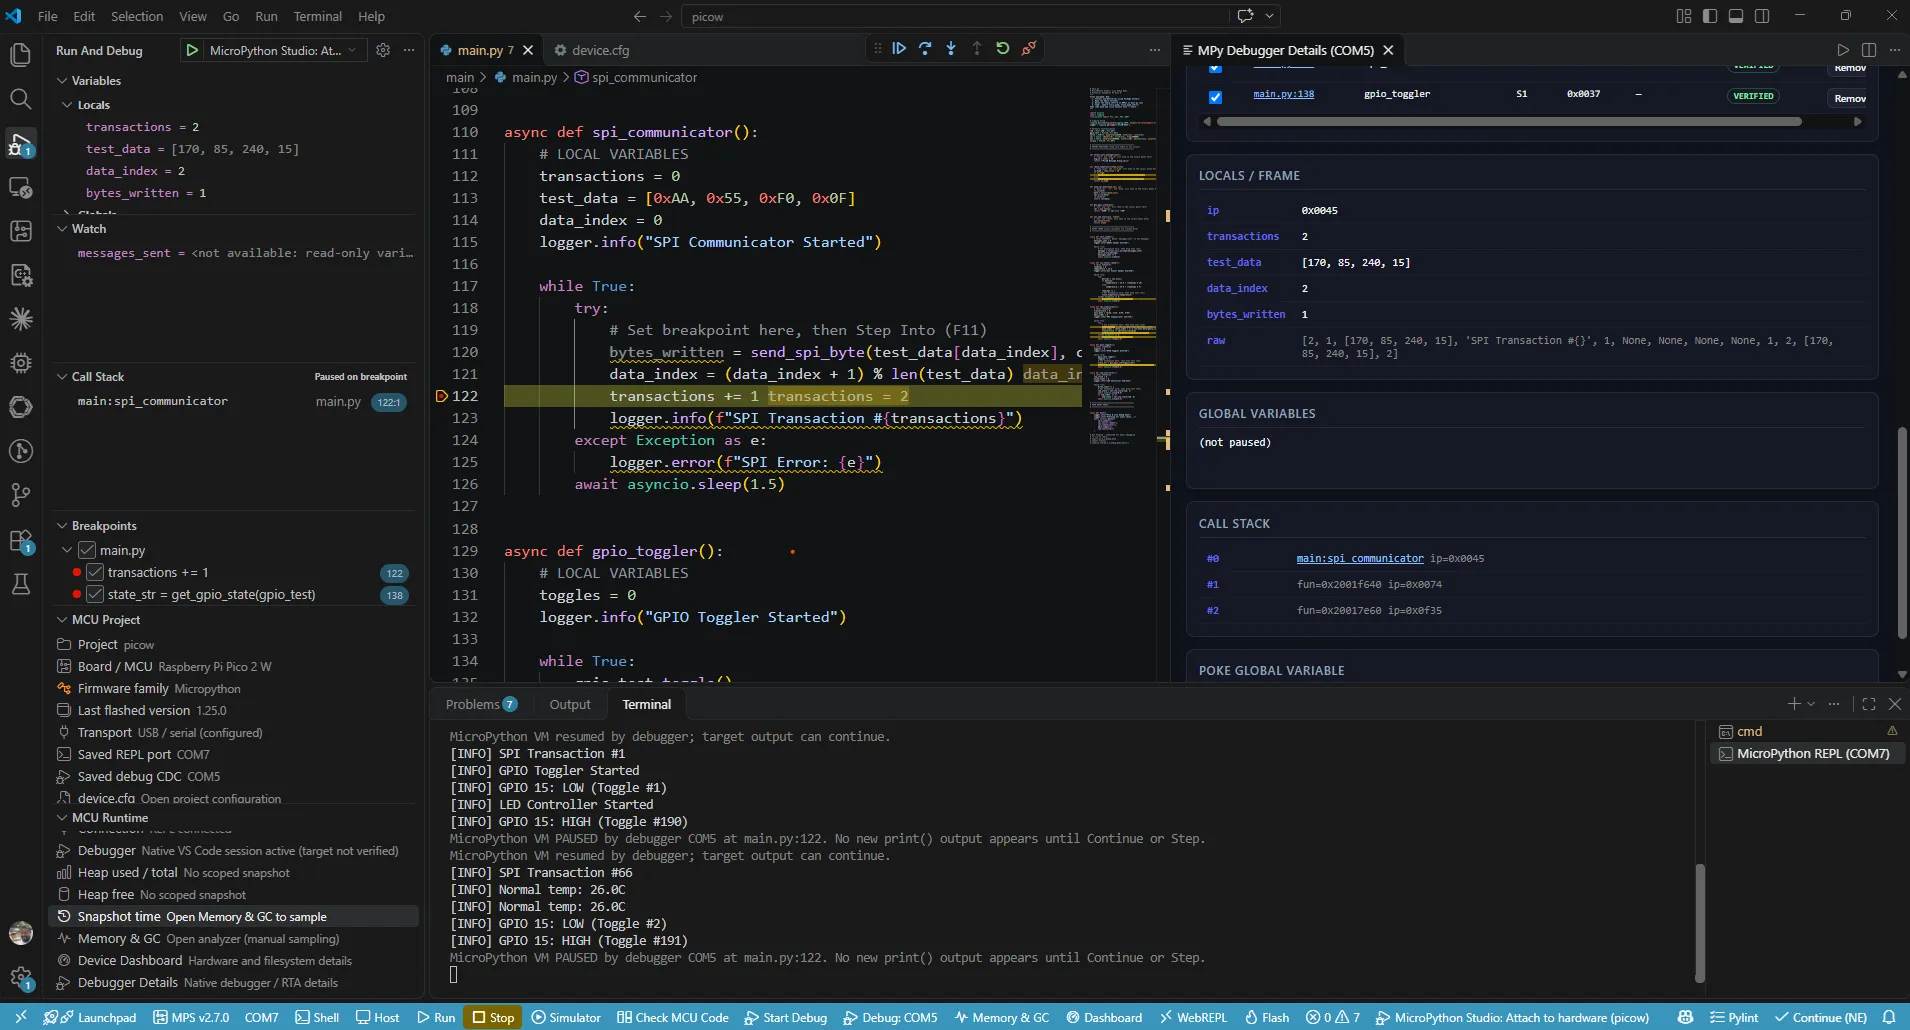 File Edit Selection View Go Run Terminal Help
picow
Run And Debug
MicroPython Studio: At...
Variables
Locals
transactions = 2
test_data = [170, 85, 240, 15]
data_index = 2
bytes_written = 1
Globals
Watch
messages_sent = <not available: read-only vari...
Call Stack
Paused on breakpoint
main:spi_communicator
main.py 122:1
Breakpoints
main.py
transactions += 1 122
state_str = get_gpio_state(gpio_test) 138
MCU Project
Project picow
Board / MCU Raspberry Pi Pico 2 W
Firmware family Micropython
Last flashed version 1.25.0
Transport USB / serial (configured)
Saved REPL port COM7
Saved debug CDC COM5
device.cfg Open project configuration
MCU Runtime
Connection REPL connected
Debugger Native VS Code session active (target not verified)
Heap used / total No scoped snapshot
Heap free No scoped snapshot
Snapshot time Open Memory & GC to sample
Memory & GC Open analyzer (manual sampling)
Device Dashboard Hardware and filesystem details
Debugger Details Native debugger / RTA details
main.py 7
device.cfg
main > main.py > spi_communicator
108
109
110 async def spi_communicator():
111 # LOCAL VARIABLES
112 transactions = 0
113 test_data = [0xAA, 0x55, 0xF0, 0x0F]
114 data_index = 0
115 logger.info("SPI Communicator Started")
116
117 while True:
118 try:
119 # Set breakpoint here, then Step Into (F11)
120 bytes_written = send_spi_byte(test_data[data_index], c
121 data_index = (data_index + 1) % len(test_data) data_in
122 transactions += 1 transactions = 2
123 logger.info(f"SPI Transaction #{transactions}")
124 except Exception as e:
125 logger.error(f"SPI Error: {e}")
126 await asyncio.sleep(1.5)
127
128
129 async def gpio_toggler():
130 # LOCAL VARIABLES
131 toggles = 0
132 logger.info("GPIO Toggler Started")
133
134 while True:
135 gpio_test.toggle()
MPy Debugger Details (COM5)
VERIFIED Remov
main.py:138 gpio_toggler S1 0x0037 — VERIFIED Remov
LOCALS / FRAME
ip 0x0045
transactions 2
test_data [170, 85, 240, 15]
data_index 2
bytes_written 1
raw [2, 1, [170, 85, 240, 15], 'SPI Transaction #{}', 1, None, None, None, None, 1, 2, [170,
85, 240, 15], 2]
GLOBAL VARIABLES
(not paused)
CALL STACK
#0 main:spi_communicator ip=0x0045
#1 fun=0x2001f640 ip=0x0074
#2 fun=0x20017e60 ip=0x0f35
POKE GLOBAL VARIABLE
Problems 7 Output Terminal
MicroPython VM resumed by debugger; target output can continue.
[INFO] SPI Transaction #1
[INFO] GPIO Toggler Started
[INFO] GPIO 15: LOW (Toggle #1)
[INFO] LED Controller Started
[INFO] GPIO 15: HIGH (Toggle #190)
MicroPython VM PAUSED by debugger COM5 at main.py:122. No new print() output appears until Continue or Step.
MicroPython VM resumed by debugger; target output can continue.
[INFO] SPI Transaction #66
[INFO] Normal temp: 26.0C
[INFO] Normal temp: 26.0C
[INFO] GPIO 15: LOW (Toggle #2)
[INFO] GPIO 15: HIGH (Toggle #191)
MicroPython VM PAUSED by debugger COM5 at main.py:122. No new print() output appears until Continue or Step.
cmd
MicroPython REPL (COM7)
Launchpad MPS v2.7.0 COM7 Shell Host Run Stop Simulator Check MCU Code Start Debug Debug: COM5 Memory & GC Dashboard WebREPL Flash 0 7 MicroPython Studio: Attach to hardware (picow) Pylint Continue (NE)